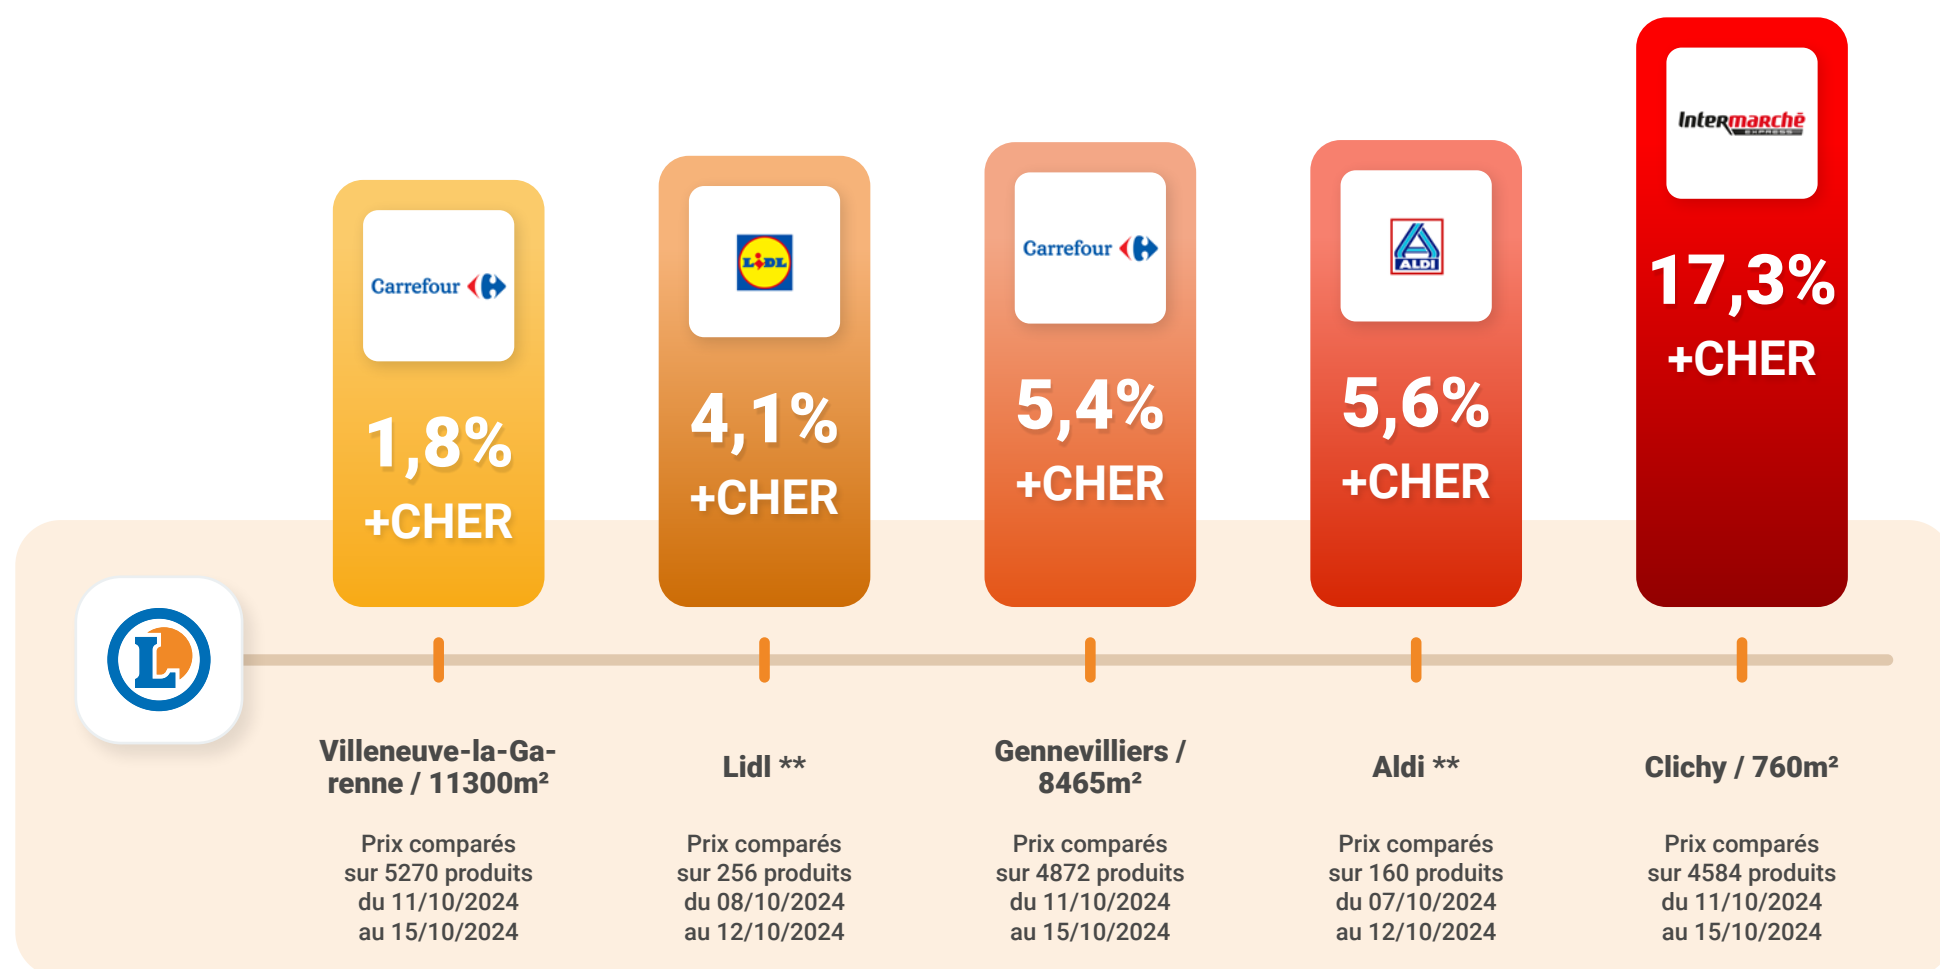 Carrefour
1,8%
+CHER
LIDL
4,1%
+CHER
Carrefour
5,4%
+CHER
ALDI
5,6%
+CHER
Intermarchē
EXPRESS
17,3%
+CHER
L
Villeneuve-la-Ga-
renne / 11300m²
Prix comparés
sur 5270 produits
du 11/10/2024
au 15/10/2024
Lidl **
Prix comparés
sur 256 produits
du 08/10/2024
au 12/10/2024
Gennevilliers /
8465m²
Prix comparés
sur 4872 produits
du 11/10/2024
au 15/10/2024
Aldi **
Prix comparés
sur 160 produits
du 07/10/2024
au 12/10/2024
Clichy / 760m²
Prix comparés
sur 4584 produits
du 11/10/2024
au 15/10/2024